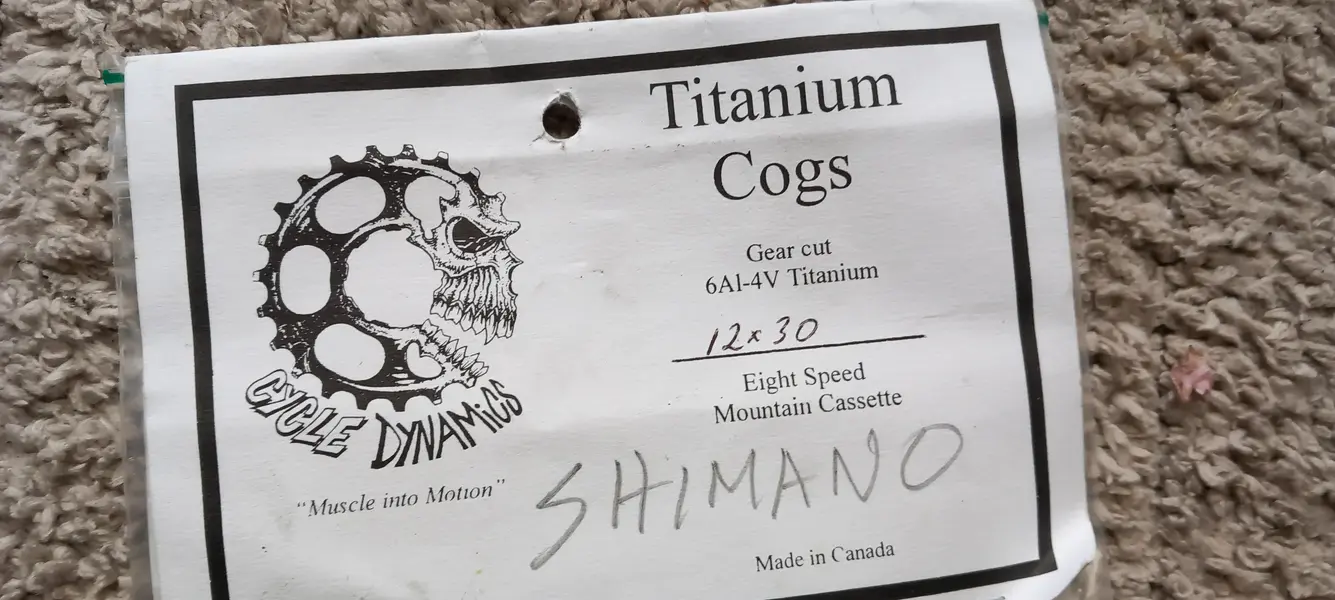 Titanium
Cogs
Gear cut
6Al-4V Titanium
12x30
Eight Speed
Mountain Cassette
SHIMANO
Made in Canada
CYCLE DYNAMiCS
"Muscle into Motion"